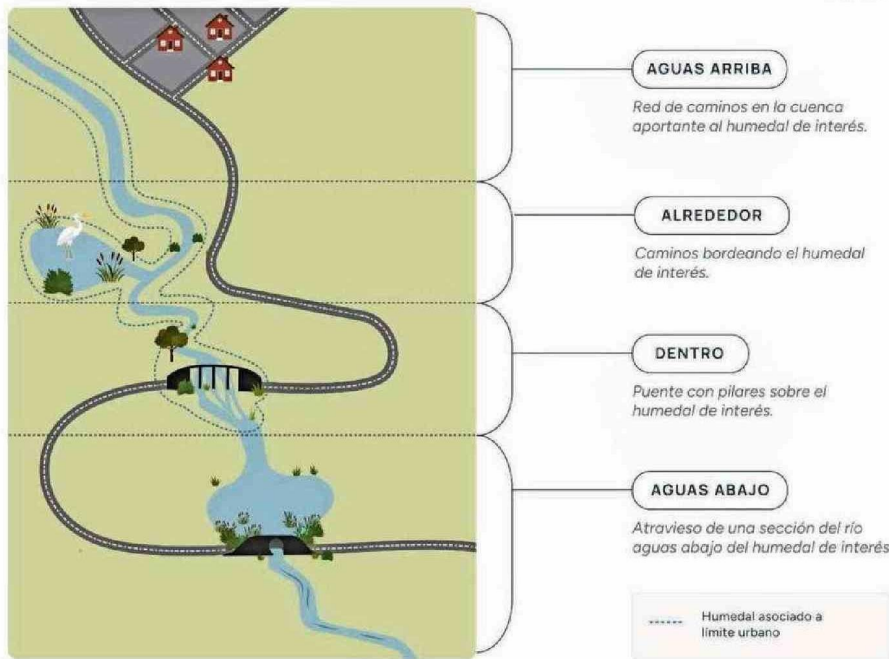 AGUAS ARRIBA
Red de caminos en la cuenca
aportante al humedal de interés.
ALREDEDOR
Caminos bordeando el humedal
de interés.
DENTRO
Puente con pilares sobre el
humedal de interés.
AGUAS ABAJO
Atravieso de una sección del río
aguas abajo del humedal de interés
Humedal asociado a
límite urbano